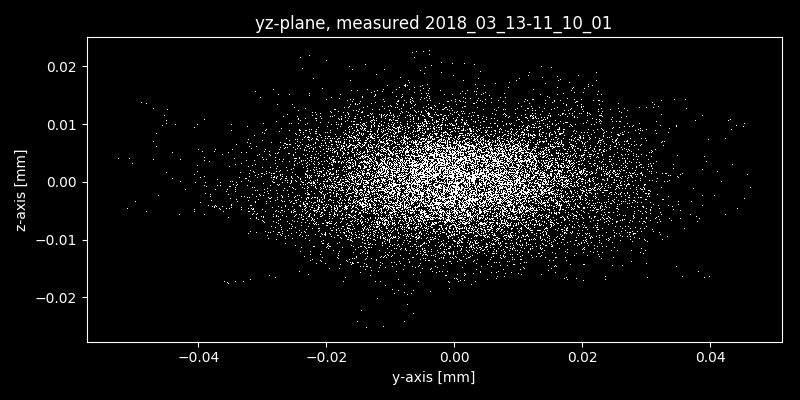 yz-plane, measured 2018_03_13-11_10_01
0.02
0.01
0.00
−0.01
−0.02
z-axis [mm]
−0.04 −0.02 0.00 0.02 0.04
y-axis [mm]